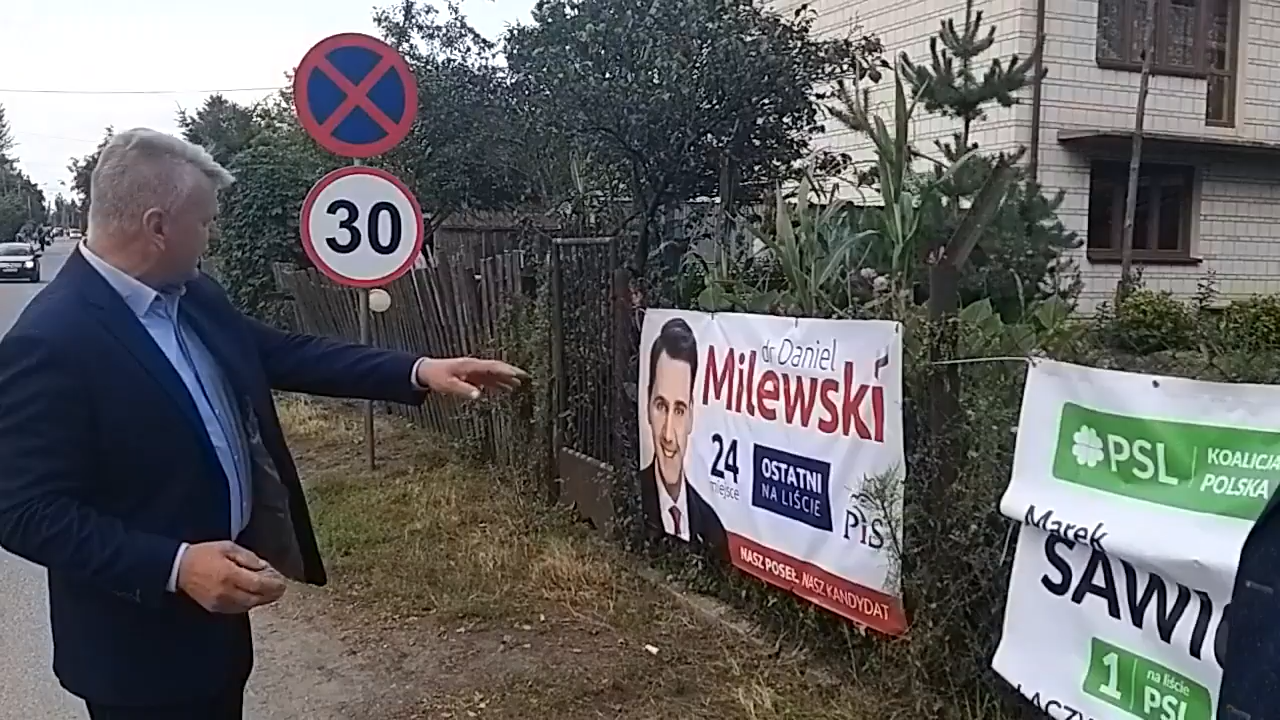 30
dr Daniel
Milewski
24
miejsce
OSTATNI
NA LIŚCIE
PiS
NASZ POSEŁ, NASZ KANDYDAT
PSL
KOALICJA
POLSKA
Marek
SAWI
1
na liście
PSL